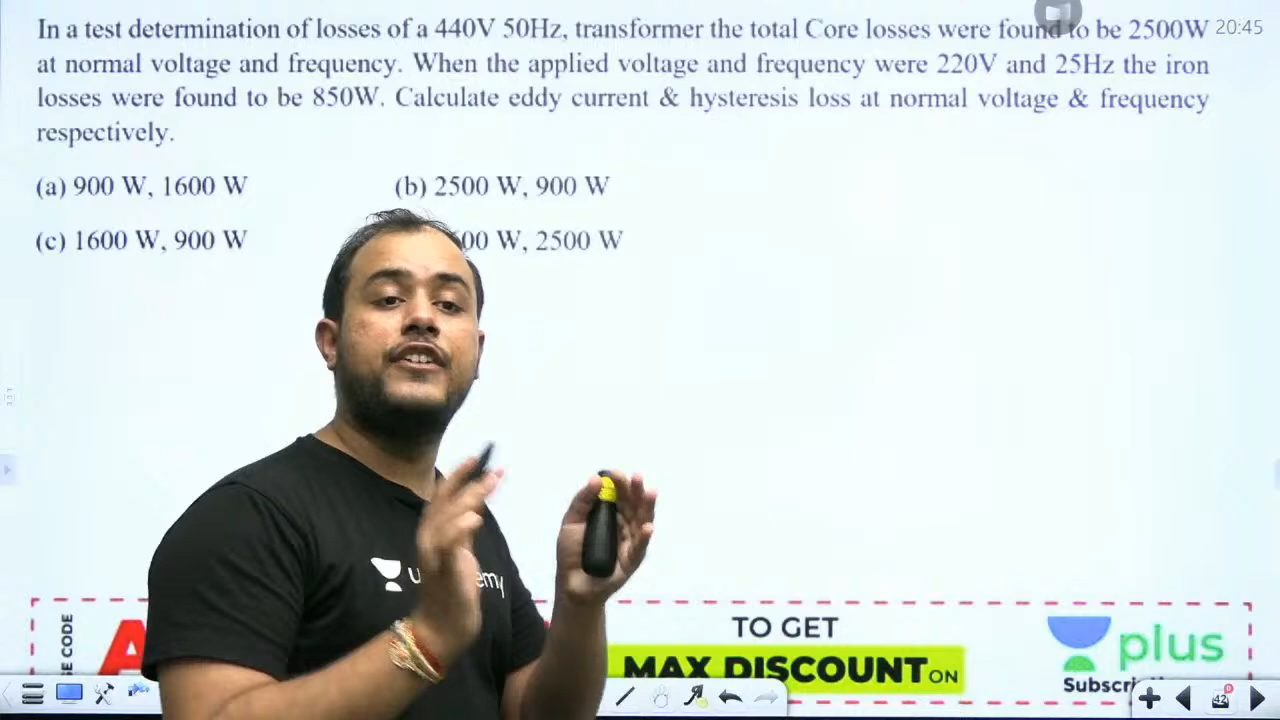 In a test determination of losses of a 440V 50Hz, transformer the total Core losses were found to be 2500W
20:45
at normal voltage and frequency. When the applied voltage and frequency were 220V and 25Hz the iron
losses were found to be 850W. Calculate eddy current & hysteresis loss at normal voltage & frequency
respectively.
(a) 900 W, 1600 W
(b) 2500 W, 900 W
(c) 1600 W, 900 W
00 W, 2500 W
TO GET
MAX DISCOUNT ON
plus
42